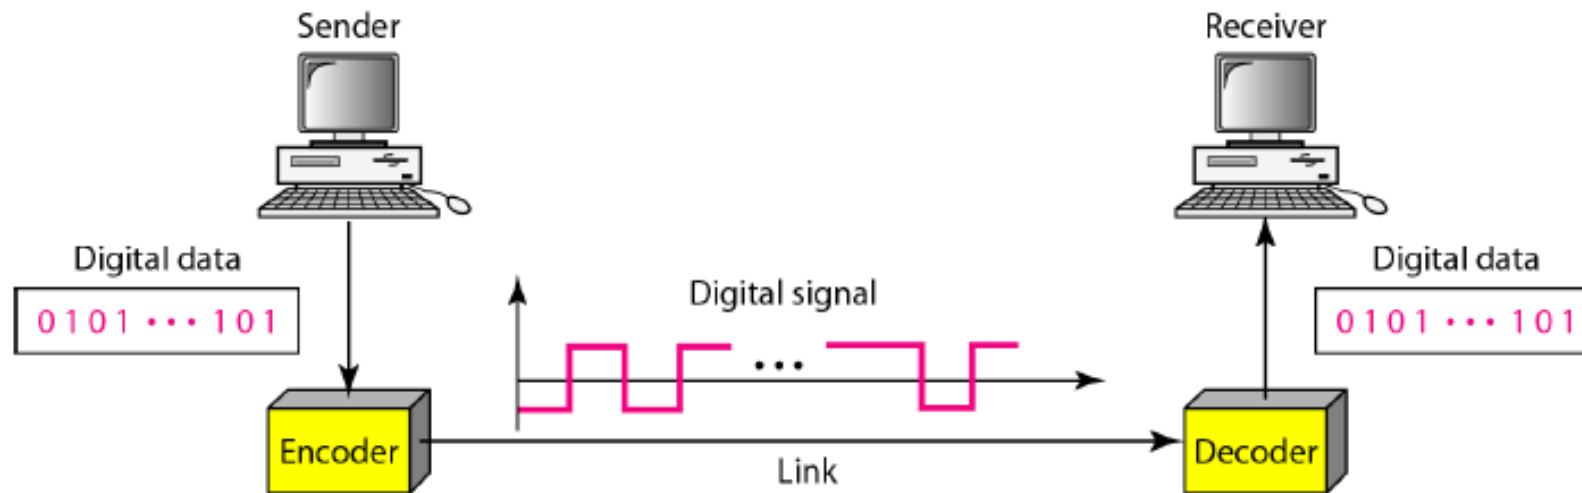 Sender
Receiver
Digital data
0101 ••• 101
Digital signal
•••
Digital data
0101 ••• 101
Encoder
Link
Decoder